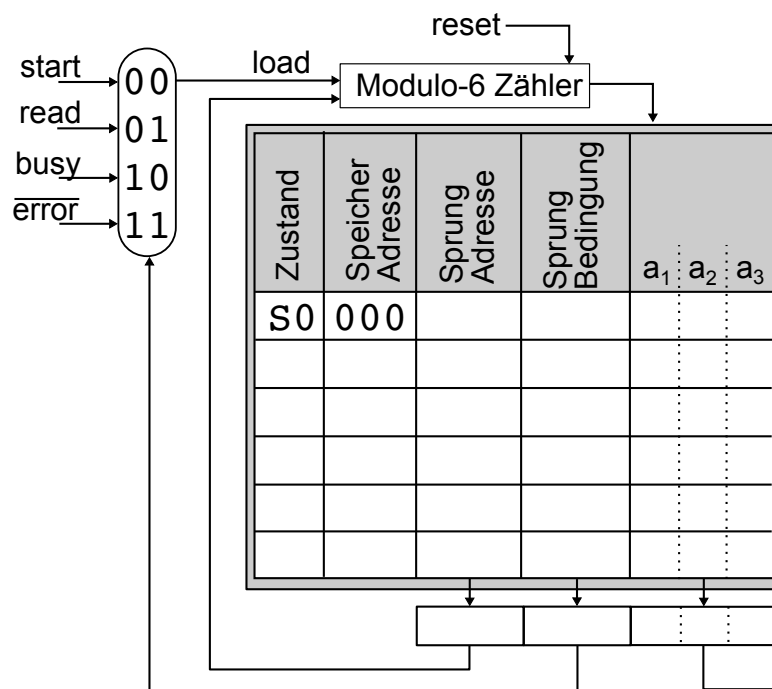 reset
start
00
load
Modulo-6 Zähler
read
01
busy
10
error
11
Zustand
Speicher
Adresse
Sprung
Adresse
Sprung
Bedingung
a1 a2 a3
S0 000